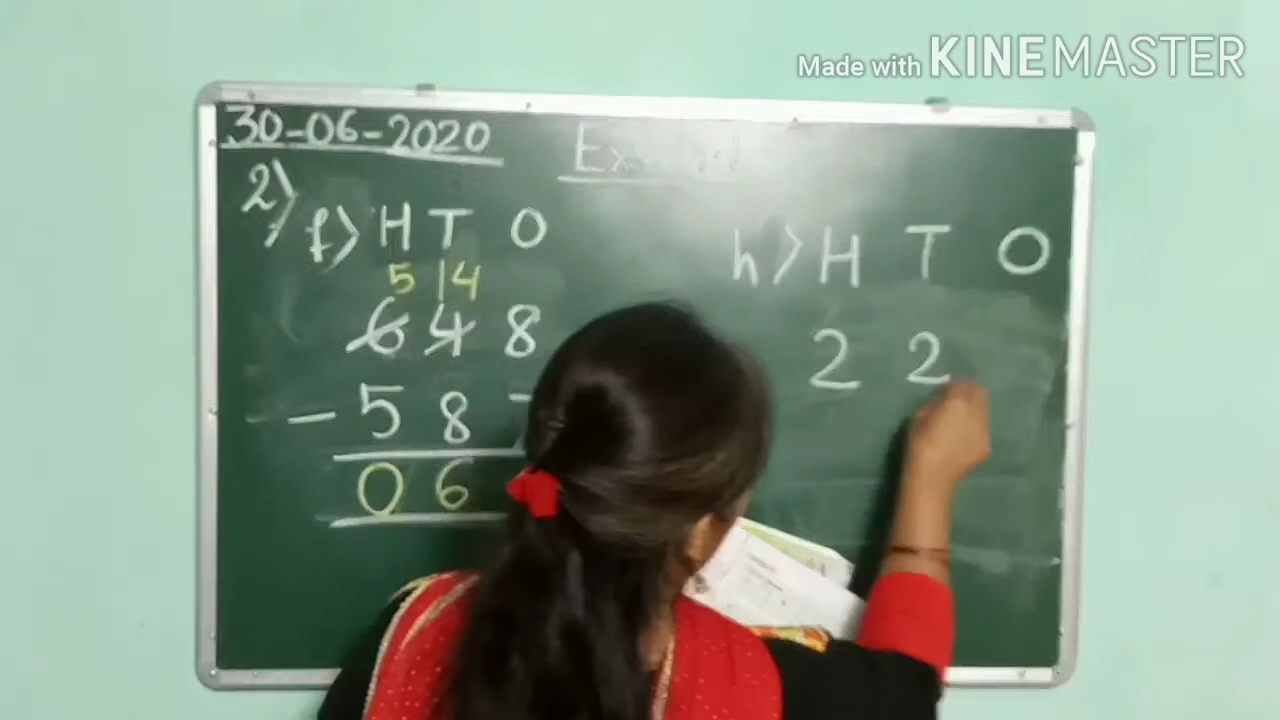 Made with KINEMASTER
30-06-2020
2)
f> H T O
5 14
6 4 8
- 5 8
0 6
h> H T O
2 2